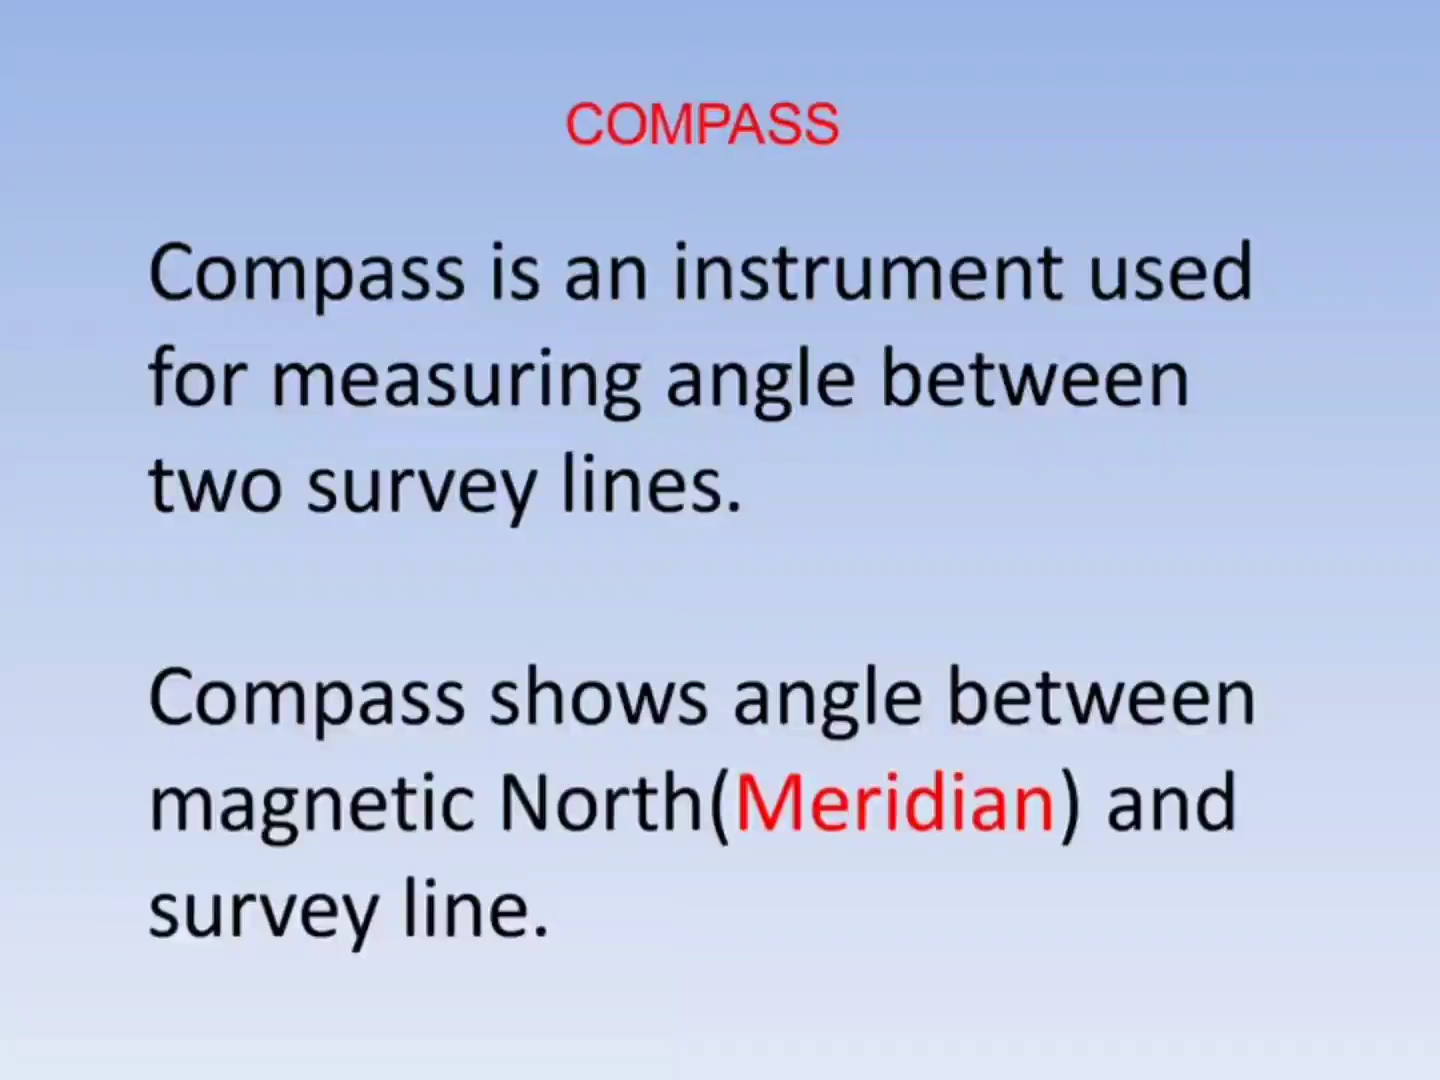 COMPASS
Compass is an instrument used
for measuring angle between
two survey lines.
Compass shows angle between
magnetic North(Meridian) and
survey line.